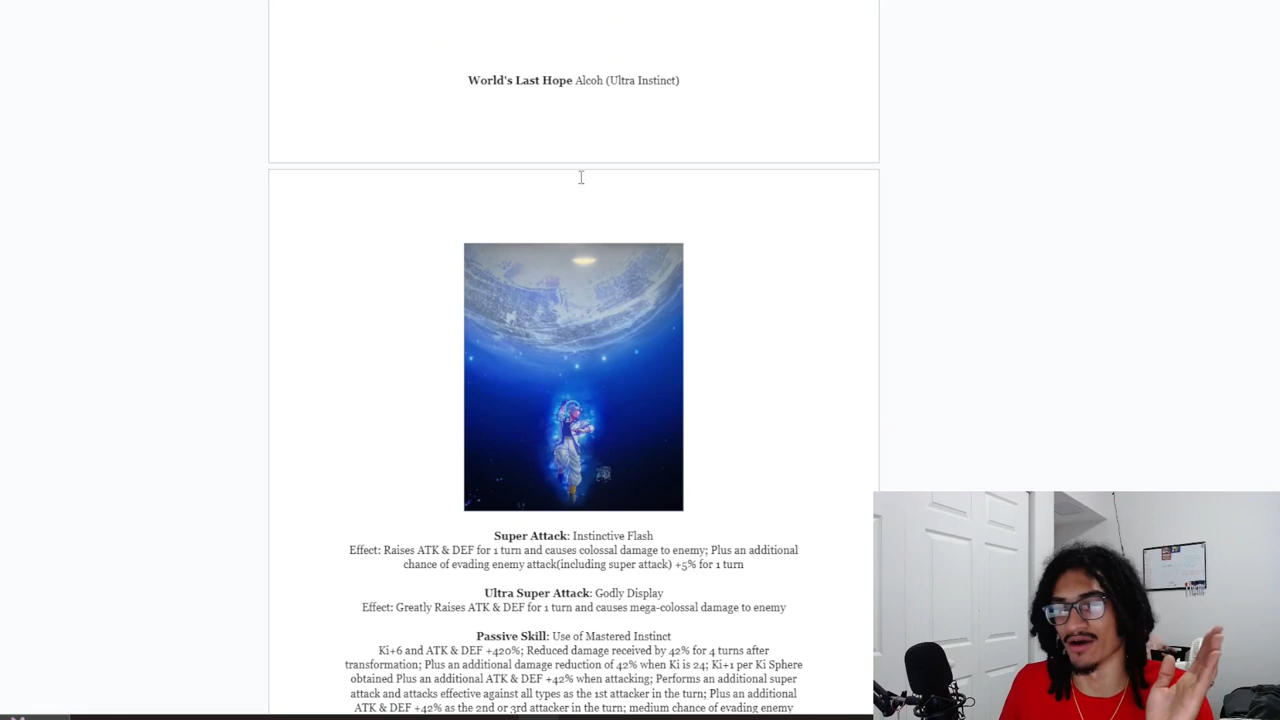 World's Last Hope Alcoh (Ultra Instinct)
Super Attack: Instinctive Flash
Effect: Raises ATK & DEF for 1 turn and causes colossal damage to enemy; Plus an additional
chance of evading enemy attack(including super attack) +5% for 1 turn
Ultra Super Attack: Godly Display
Effect: Greatly Raises ATK & DEF for 1 turn and causes mega-colossal damage to enemy
Passive Skill: Use of Mastered Instinct
Ki+6 and ATK & DEF +420%; Reduced damage received by 42% for 4 turns after
transformation; Plus an additional damage reduction of 42% when Ki is 24; Ki+1 per Ki Sphere
obtained Plus an additional ATK & DEF +42% when attacking; Performs an additional super
attack and attacks effective against all types as the 1st attacker in the turn; Plus an additional
ATK & DEF +42% as the 2nd or 3rd attacker in the turn; medium chance of evading enemy